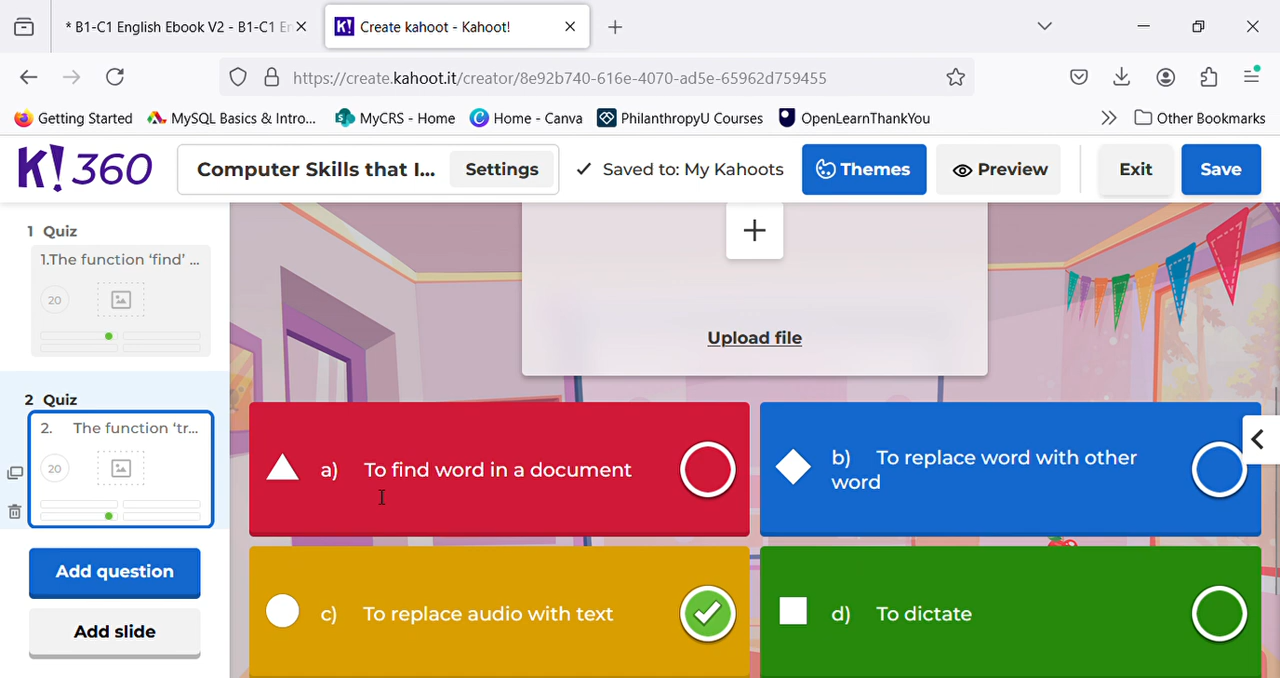 * B1-C1 English Ebook V2 - B1-C1 En
Create kahoot - Kahoot!
https://create.kahoot.it/creator/8e92b740-616e-4070-ad5e-65962d759455
Getting Started
MySQL Basics & Intro...
MyCRS - Home
Home - Canva
PhilanthropyU Courses
OpenLearnThankYou
Other Bookmarks
K! 360
Computer Skills that I...
Settings
Saved to: My Kahoots
Themes
Preview
Exit
Save
1 Quiz
1.The function ‘find’ ...
20
2 Quiz
2. The function ‘tr...
20
Add question
Add slide
Upload file
a) To find word in a document
b) To replace word with other
word
c) To replace audio with text
d) To dictate